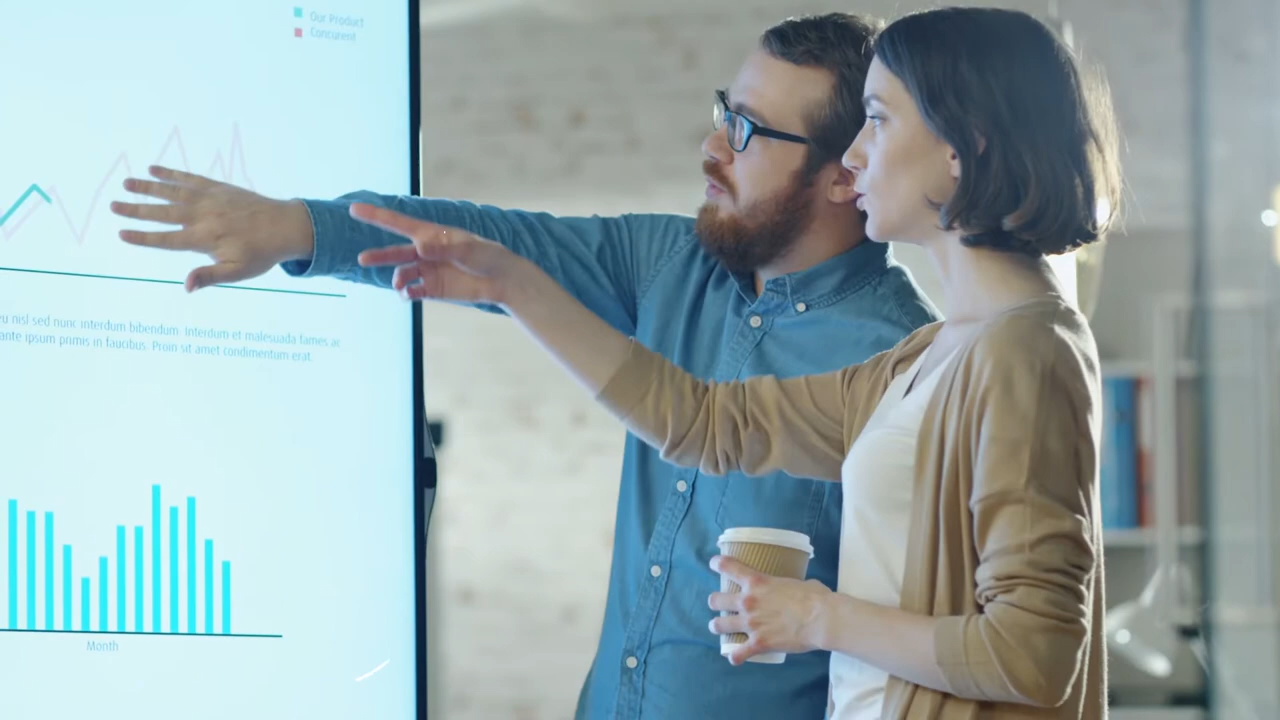 Our Product
Concurent
eu nisl sed nunc interdum bibendum. Interdum et malesuada fames ac
ante ipsum primis in faucibus. Proin sit amet condimentum erat.
Month